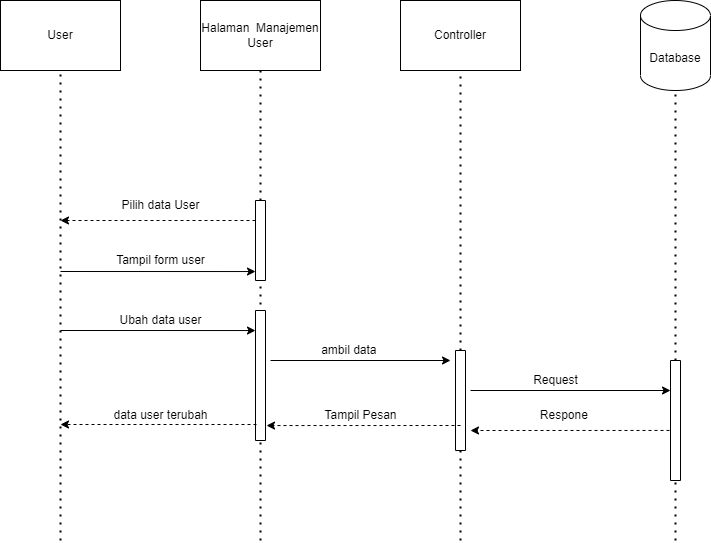 User
Halaman Manajemen
User
Controller
Database
Pilih data User
Tampil form user
Ubah data user
ambil data
Request
data user terubah
Tampil Pesan
Respone